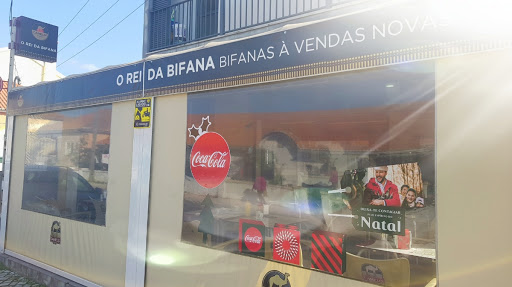 O REI DA BIFANA
O REI DA BIFANA BIFANAS À VENDAS NOVAS
Coca-Cola
Natal
Coca-Cola